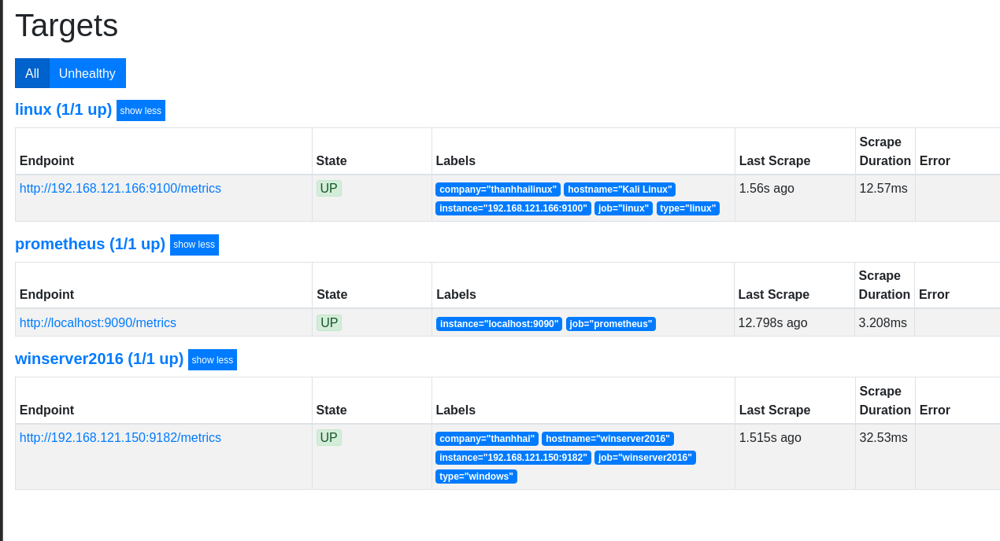 Targets
All Unhealthy
linux (1/1 up) show less
Endpoint State Labels Last Scrape Scrape Duration Error
http://192.168.121.166:9100/metrics UP company="thanhhailinux" hostname="Kali Linux" 1.56s ago 12.57ms
instance="192.168.121.166:9100" job="linux" type="linux"
prometheus (1/1 up) show less
Endpoint State Labels Last Scrape Scrape Duration Error
http://localhost:9090/metrics UP instance="localhost:9090" job="prometheus" 12.798s ago 3.208ms
winserver2016 (1/1 up) show less
Endpoint State Labels Last Scrape Scrape Duration Error
http://192.168.121.150:9182/metrics UP company="thanhhai" hostname="winserver2016" 1.515s ago 32.53ms
instance="192.168.121.150:9182" job="winserver2016"
type="windows"